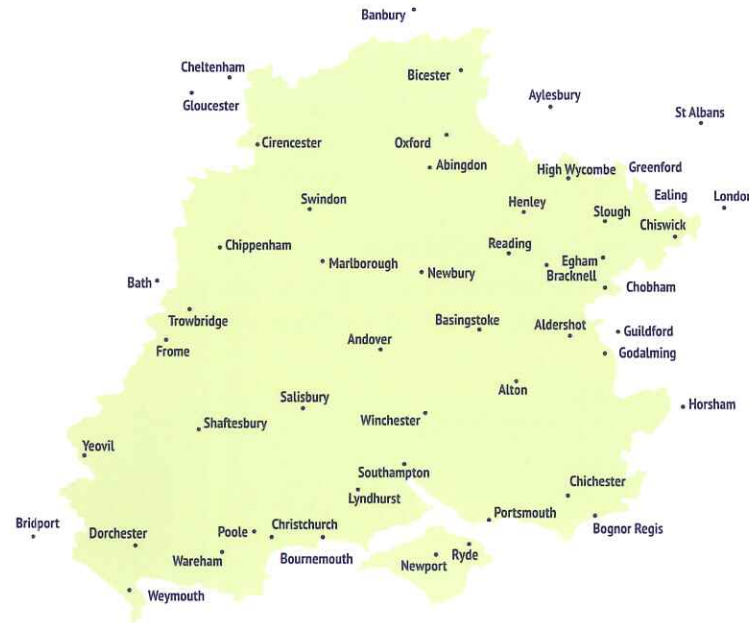 Banbury
Cheltenham
Bicester
Gloucester
Aylesbury
St Albans
Cirencester
Oxford
Abingdon
High Wycombe
Greenford
Ealing
London
Swindon
Henley
Slough
Chiswick
Chippenham
Reading
Marlborough
Newbury
Egham
Bracknell
Bath
Chobham
Trowbridge
Basingstoke
Aldershot
Guildford
Frome
Andover
Godalming
Alton
Salisbury
Horsham
Winchester
Shaftesbury
Yeovil
Southampton
Lyndhurst
Chichester
Portsmouth
Bognor Regis
Bridport
Dorchester
Poole
Christchurch
Wareham
Bournemouth
Ryde
Newport
Weymouth